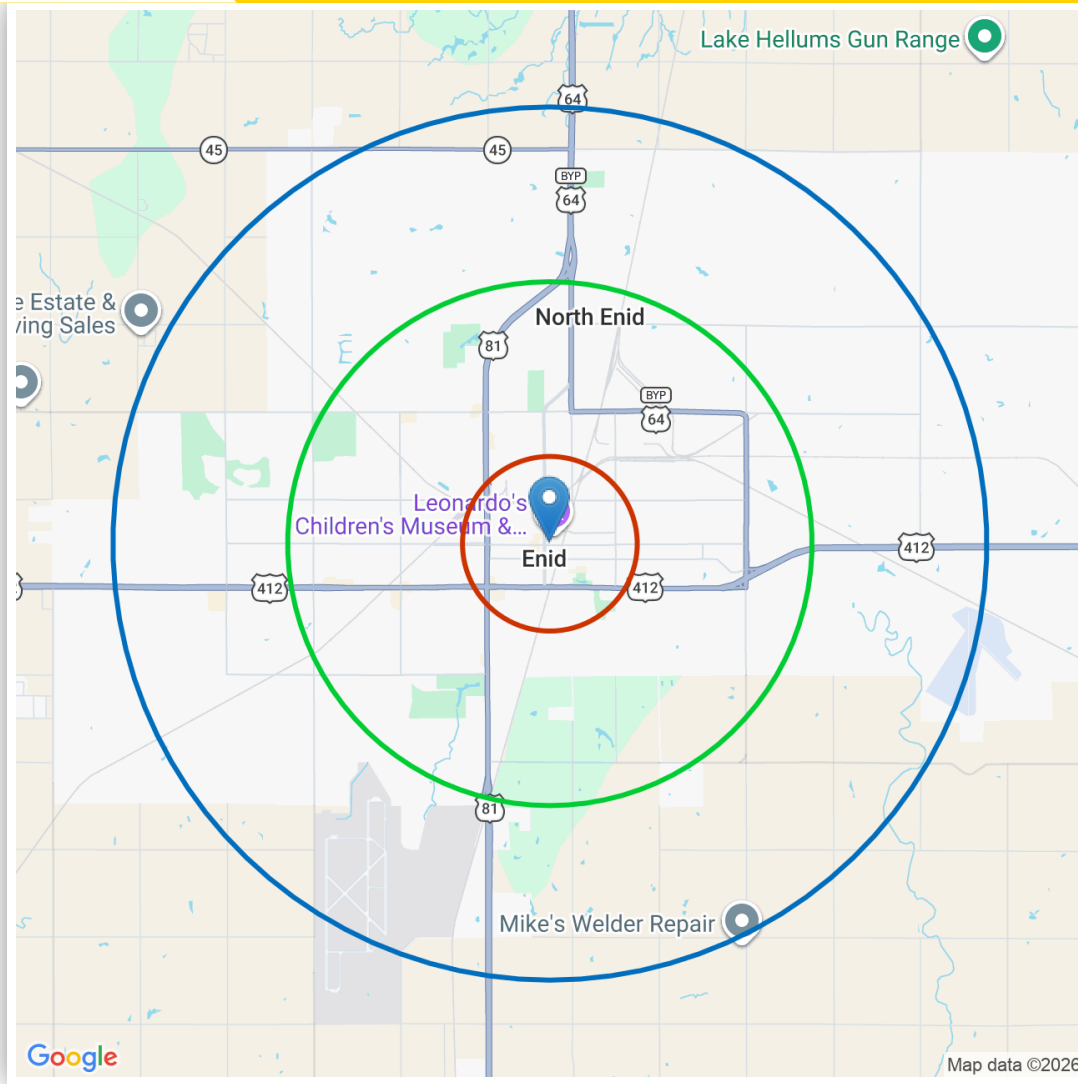 Lake Hellums Gun Range
64
45
45
BYP
64
e Estate &
ving Sales
North Enid
81
BYP
64
Leonardo's
Children's Museum &...
Enid
412
412
412
81
Mike's Welder Repair
Google
Map data ©2026